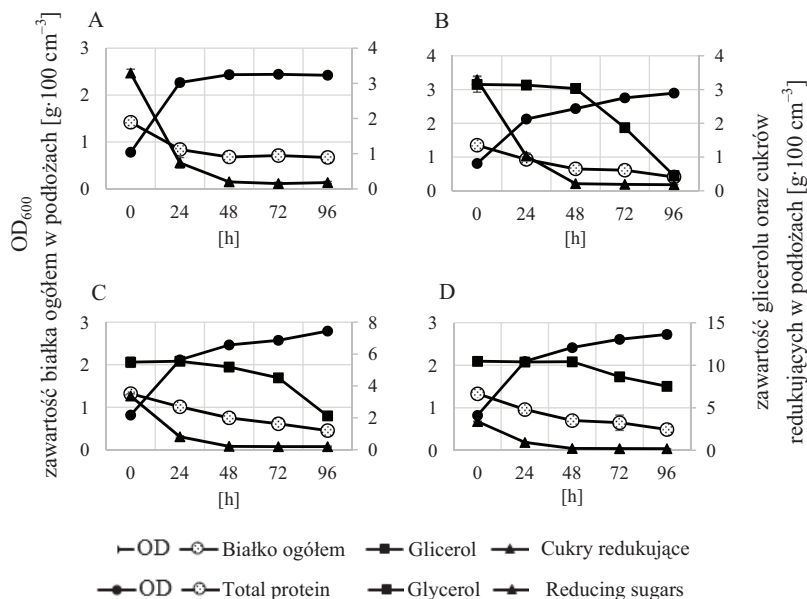 A
3
2
1
0
4
3
2
1
0
0 24 48 72 96
[h]
B
4
3
2
1
0
4
3
2
1
0
0 24 48 72 96
[h]
OD600
zawartość białka ogółem w podłożach [g·100 cm−3]
zawartość glicerolu oraz cukrów
redukujących w podłożach [g·100 cm−3]
C
3
2
1
0
8
6
4
2
0
0 24 48 72 96
[h]
D
3
2
1
0
15
10
5
0
0 24 48 72 96
[h]
OD Białko ogółem Glicerol Cukry redukujące
OD Total protein Glycerol Reducing sugars